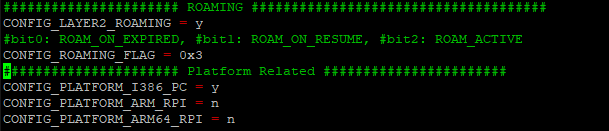 ###################### ROAMING #####################################
CONFIG_LAYER2_ROAMING = y
#bit0: ROAM_ON_EXPIRED, #bit1: ROAM_ON_RESUME, #bit2: ROAM_ACTIVE
CONFIG_ROAMING_FLAG = 0x3
###################### Platform Related #######################
CONFIG_PLATFORM_I386_PC = y
CONFIG_PLATFORM_ARM_RPI = n
CONFIG_PLATFORM_ARM64_RPI = n